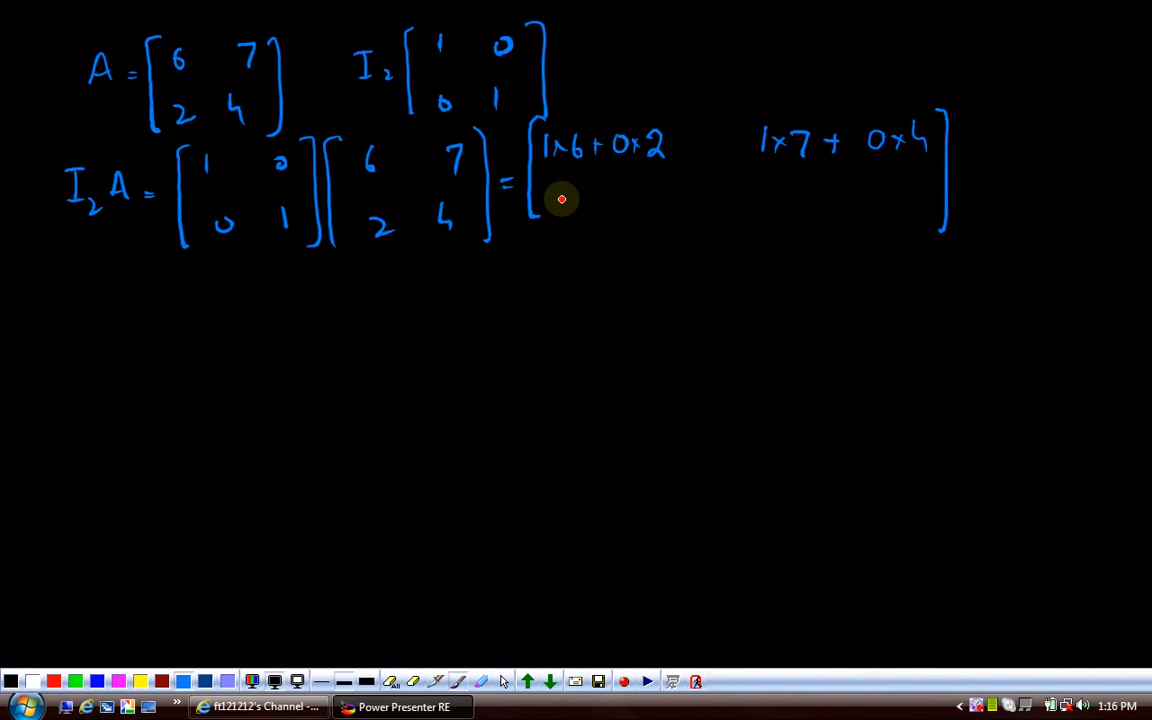 A = [ 6 7 I₂ [ 1 0
2 4 ] 0 1 ]
I₂ A = [ 1 0 ] [ 6 7 ] = [ 1×6 + 0×2 1×7 + 0×4 ]
0 1 2 4
ft121212's Channel -... Power Presenter RE 1:16 PM